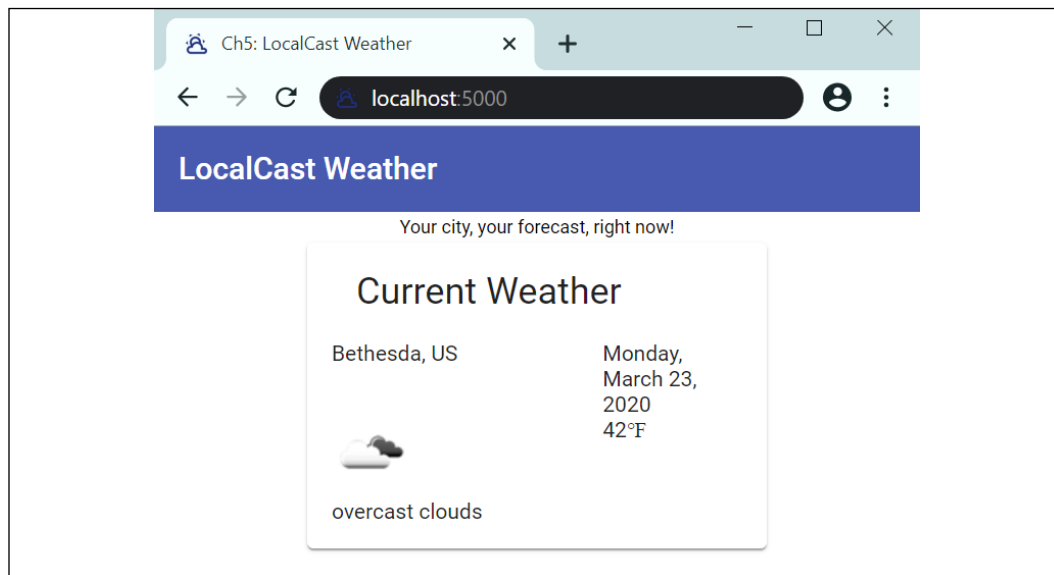 Ch5: LocalCast Weather
localhost:5000
LocalCast Weather
Your city, your forecast, right now!
Current Weather
Bethesda, US
Monday,
March 23,
2020
42°F
overcast clouds